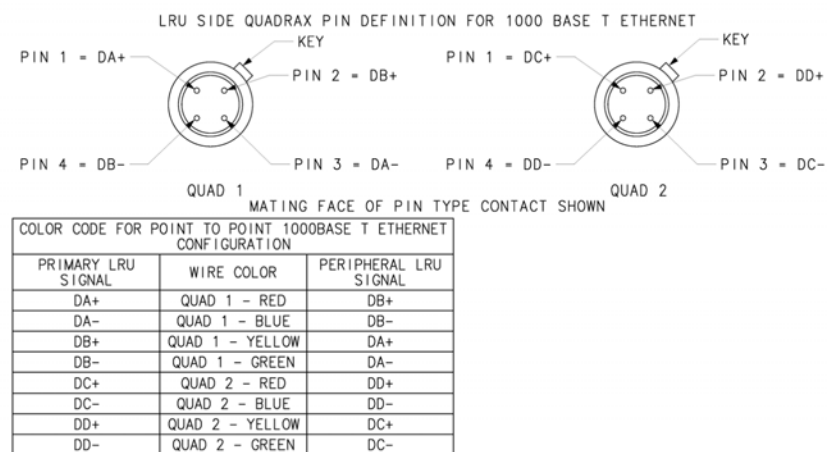 LRU SIDE QUADRAX PIN DEFINITION FOR 1000 BASE T ETHERNET
KEY
PIN 1 = DA+
PIN 2 = DB+
PIN 4 = DB-
PIN 3 = DA-
QUAD 1
KEY
PIN 1 = DC+
PIN 2 = DD+
PIN 4 = DD-
PIN 3 = DC-
QUAD 2
MATING FACE OF PIN TYPE CONTACT SHOWN
COLOR CODE FOR POINT TO POINT 1000BASE T ETHERNET
CONFIGURATION
PRIMARY LRU SIGNAL WIRE COLOR PERIPHERAL LRU SIGNAL
DA+ QUAD 1 - RED DB+
DA- QUAD 1 - BLUE DB-
DB+ QUAD 1 - YELLOW DA+
DB- QUAD 1 - GREEN DA-
DC+ QUAD 2 - RED DD+
DC- QUAD 2 - BLUE DD-
DD+ QUAD 2 - YELLOW DC+
DD- QUAD 2 - GREEN DC-